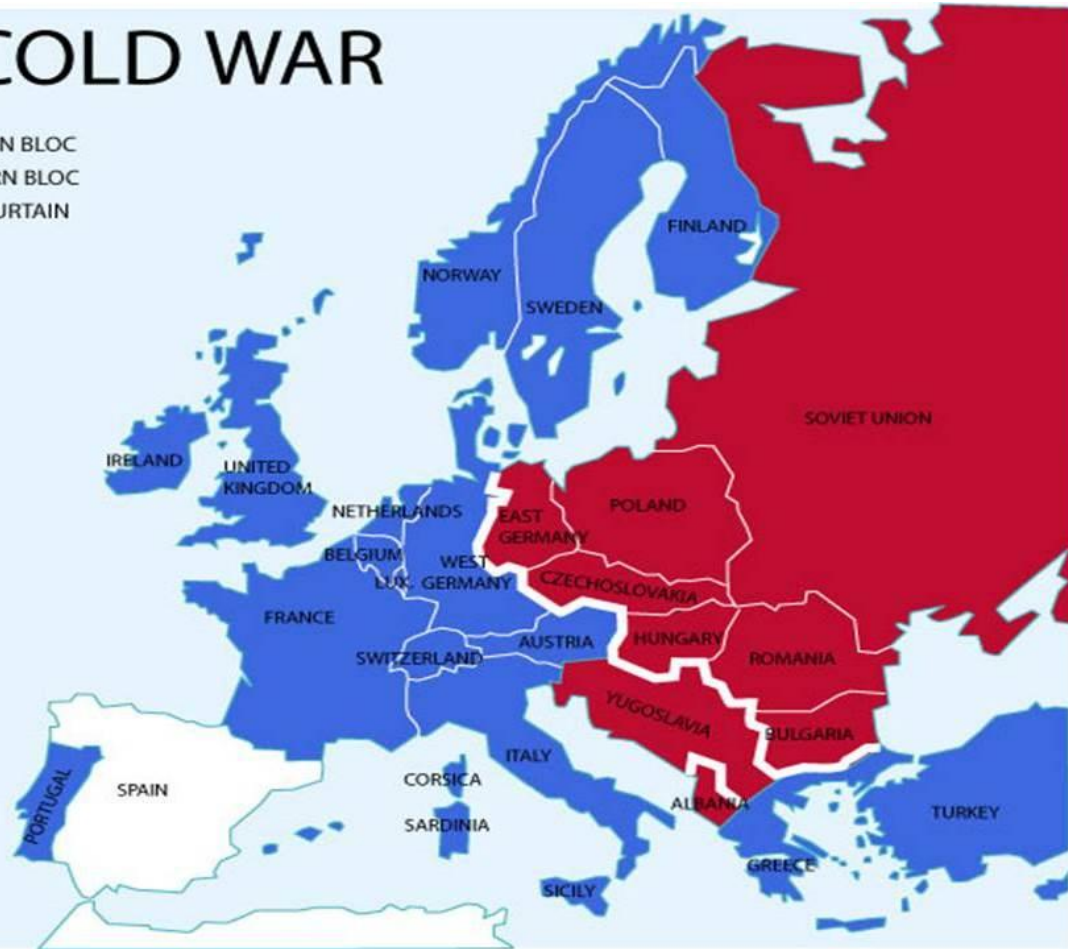 COLD WAR
N BLOC
RN BLOC
URTAIN
FINLAND
NORWAY
SWEDEN
SOVIET UNION
IRELAND
UNITED
KINGDOM
NETHERLANDS
POLAND
EAST
GERMANY
BELGIUM
WEST
GERMANY
LUX.
CZECHOSLOVAKIA
FRANCE
AUSTRIA
HUNGARY
SWITZERLAND
ROMANIA
YUGOSLAVIA
BULGARIA
ITALY
CORSICA
SPAIN
PORTUGAL
ALBANIA
TURKEY
SARDINIA
GREECE
SICILY